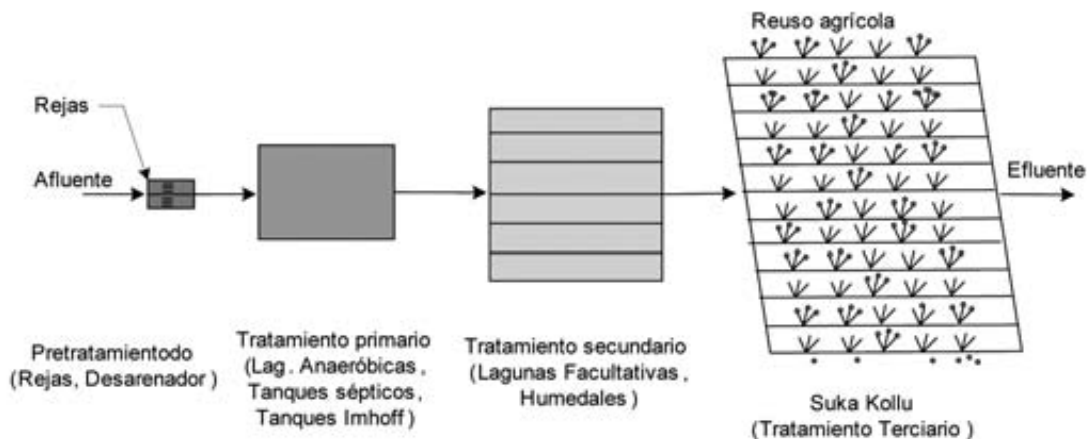 Reuso agrícola
Rejas
Afluente
Efluente
Pretratamientodo
(Rejas, Desarenador)
Tratamiento primario
(Lag. Anaeróbicas,
Tanques sépticos,
Tanques Imhoff)
Tratamiento secundario
(Lagunas Facultativas,
Humedales)
Suka Kollu
(Tratamiento Terciario)